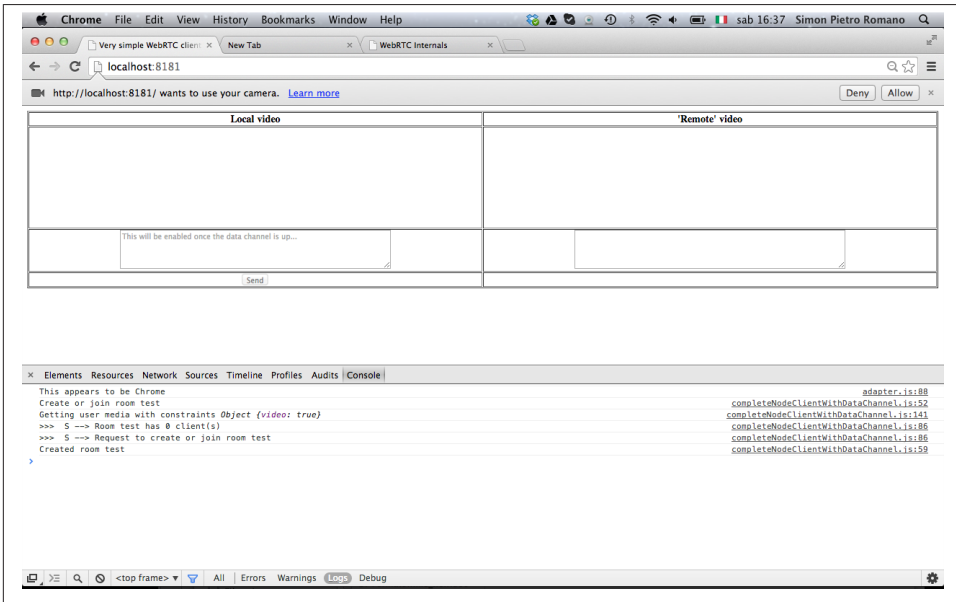 Chrome File Edit View History Bookmarks Window Help sab 16:37 Simon Pietro Romano
Very simple WebRTC client × New Tab × WebRTC Internals ×
localhost:8181
http://localhost:8181/ wants to use your camera. Learn more Deny Allow ×
Local video 'Remote' video
This will be enabled once the data channel is up...
Send
× Elements Resources Network Sources Timeline Profiles Audits Console
This appears to be Chrome adapter.js:88
Create or join room test completeNodeClientWithDataChannel.js:52
Getting user media with constraints Object {video: true} completeNodeClientWithDataChannel.js:141
>>> S --> Room test has 0 client(s) completeNodeClientWithDataChannel.js:86
>>> S --> Request to create or join room test completeNodeClientWithDataChannel.js:86
Created room test completeNodeClientWithDataChannel.js:59
>
<top frame> ▼ All | Errors Warnings Logs Debug